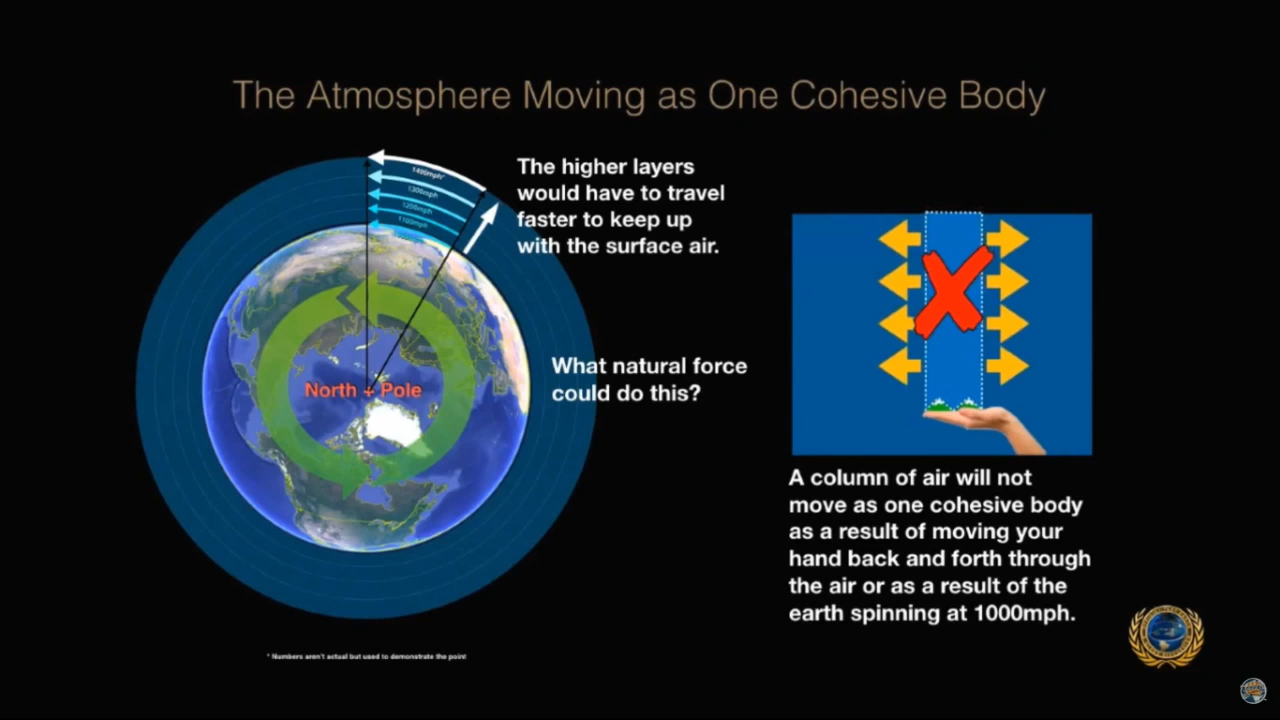 The Atmosphere Moving as One Cohesive Body
1400mph*
1300mph
1200mph
1100mph
The higher layers
would have to travel
faster to keep up
with the surface air.
What natural force
could do this?
North + Pole
A column of air will not
move as one cohesive body
as a result of moving your
hand back and forth through
the air or as a result of the
earth spinning at 1000mph.
* Numbers aren't actual but used to demonstrate the point